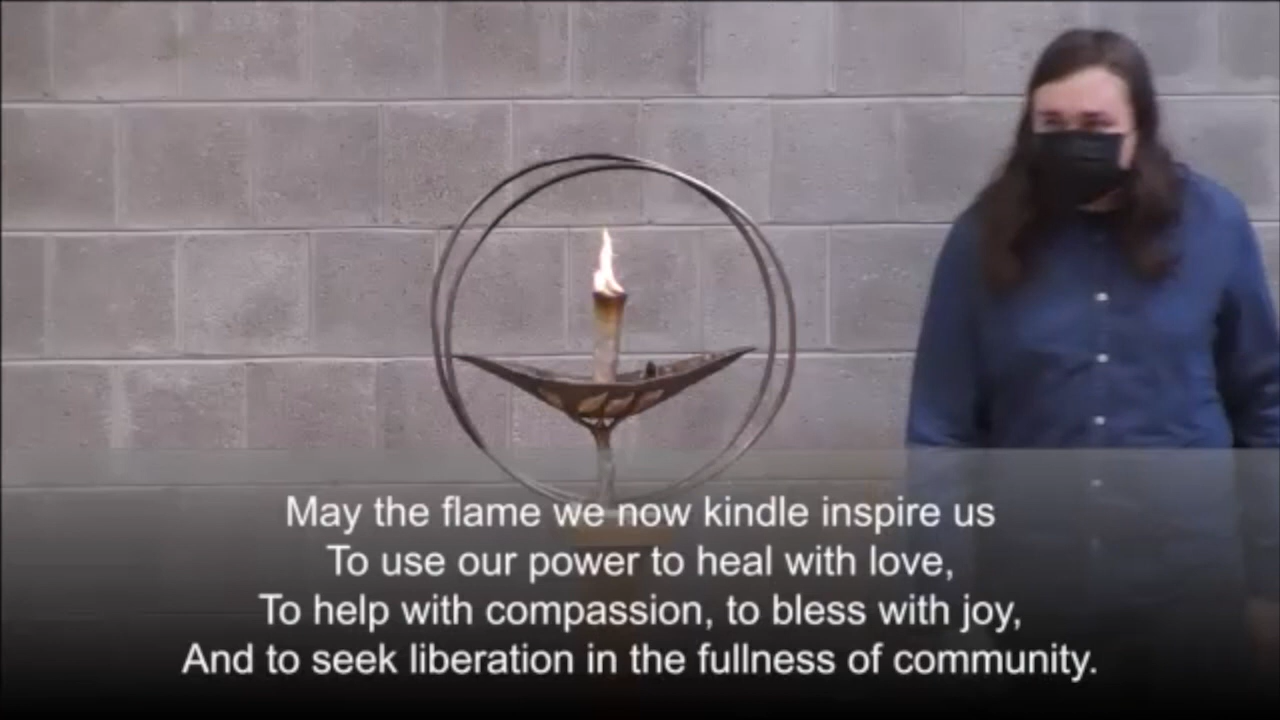 May the flame we now kindle inspire us
To use our power to heal with love,
To help with compassion, to bless with joy,
And to seek liberation in the fullness of community.